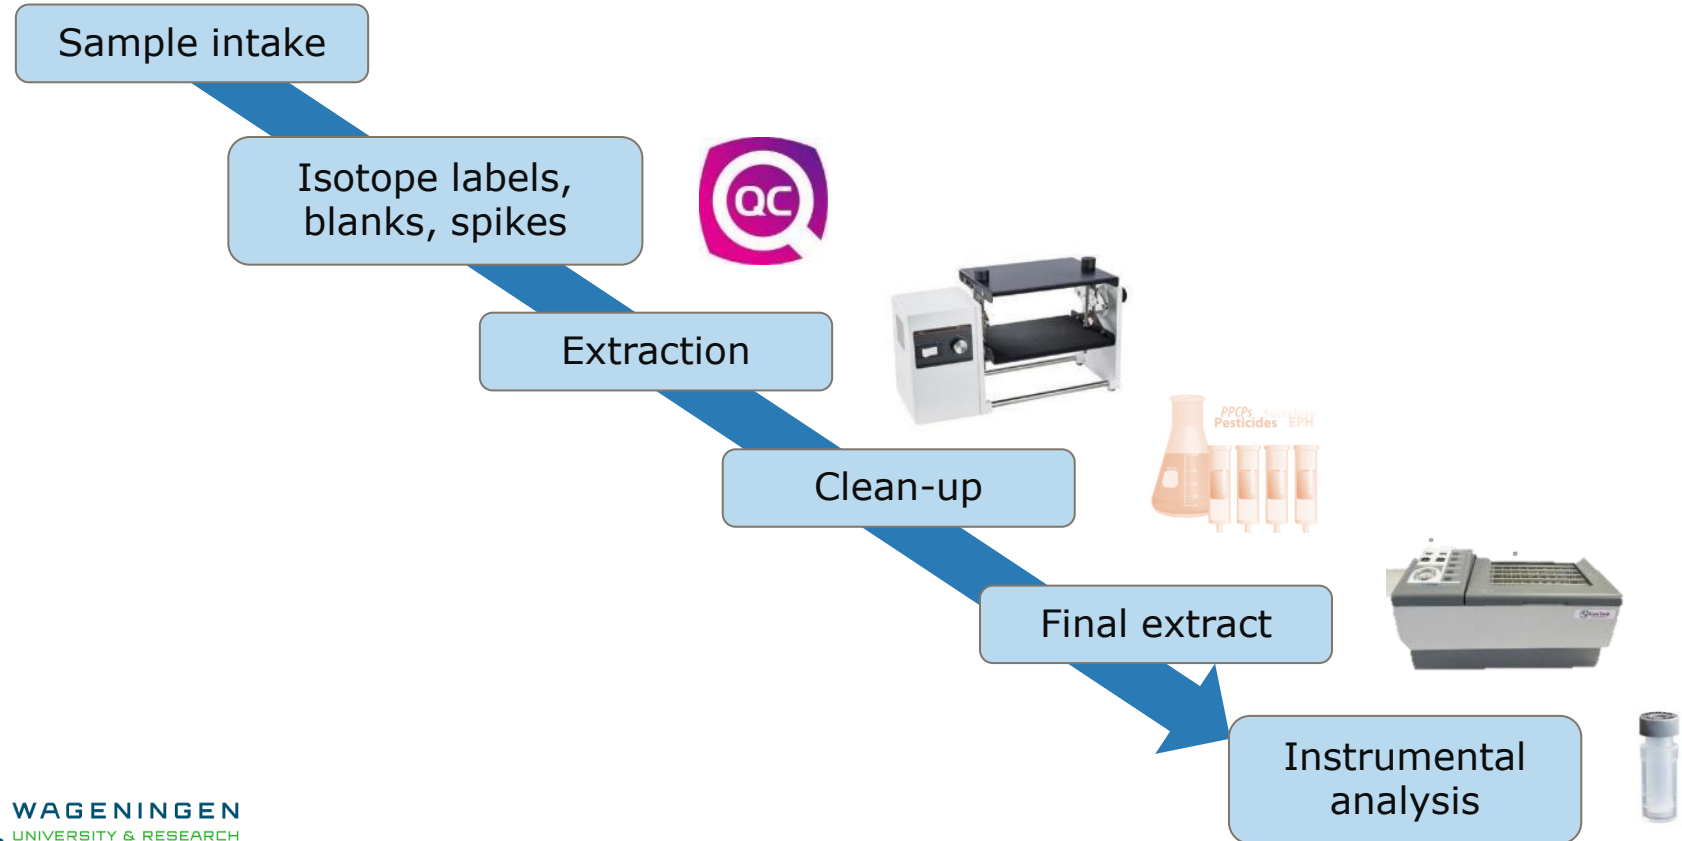 Sample intake
Isotope labels,
blanks, spikes
QC
Extraction
PPCPs
Pesticides EPH
Clean-up
Final extract
Instrumental
analysis
WAGENINGEN
UNIVERSITY & RESEARCH